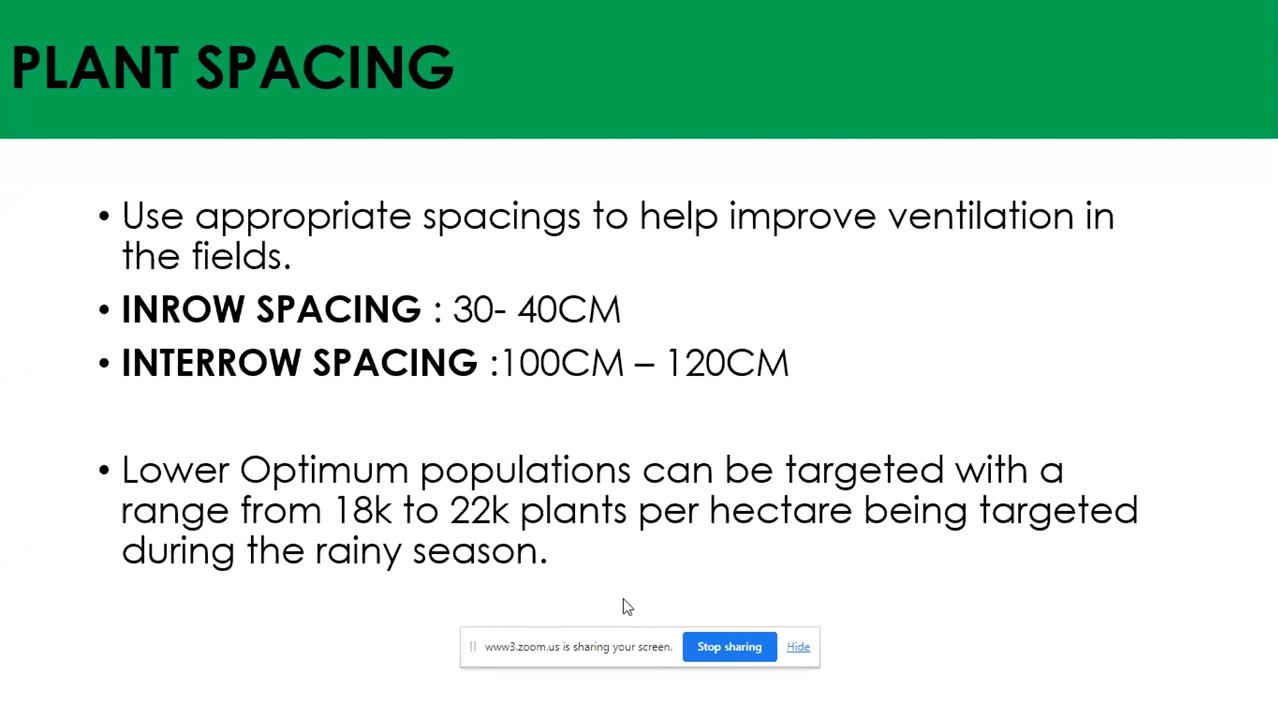 PLANT SPACING
• Use appropriate spacings to help improve ventilation in
the fields.
• INROW SPACING : 30- 40CM
• INTERROW SPACING :100CM – 120CM
• Lower Optimum populations can be targeted with a
range from 18k to 22k plants per hectare being targeted
during the rainy season.
www3.zoom.us is sharing your screen. Stop sharing Hide